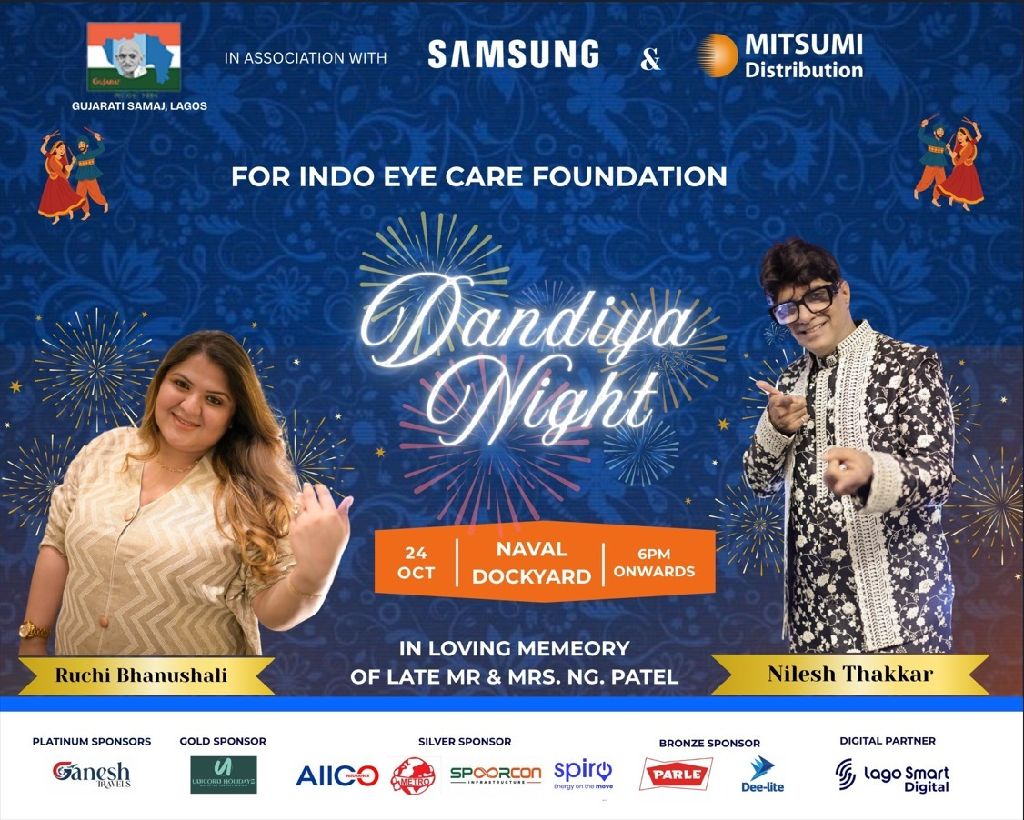 Gujarat
GUJARATI SAMAJ, LAGOS
IN ASSOCIATION WITH
SAMSUNG
&
MITSUMI
Distribution
FOR INDO EYE CARE FOUNDATION
Dandiya
Night
24
OCT
NAVAL
DOCKYARD
6PM
ONWARDS
IN LOVING MEMEORY
OF LATE MR & MRS. NG. PATEL
Ruchi Bhanushali
Nilesh Thakkar
PLATINUM SPONSORS
GOLD SPONSOR
SILVER SPONSOR
BRONZE SPONSOR
DIGITAL PARTNER
Ganesh
TRAVELS
AIICO
METRO
SPOORCON
INFRASTRUCTURE
spiro
energy on the move
PARLE
Dee-lite
Lago Smart
Digital